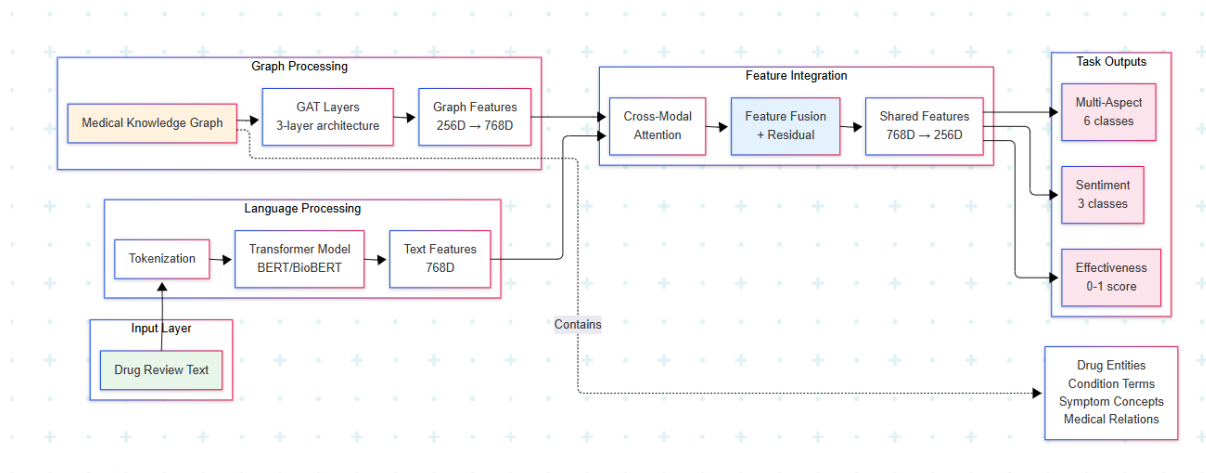 Graph Processing
Medical Knowledge Graph
GAT Layers
3-layer architecture
Graph Features
256D → 768D
Language Processing
Tokenization
Transformer Model
BERT/BioBERT
Text Features
768D
Input Layer
Drug Review Text
Feature Integration
Cross-Modal
Attention
Feature Fusion
+ Residual
Shared Features
768D → 256D
Task Outputs
Multi-Aspect
6 classes
Sentiment
3 classes
Effectiveness
0-1 score
Contains
Drug Entities
Condition Terms
Symptom Concepts
Medical Relations